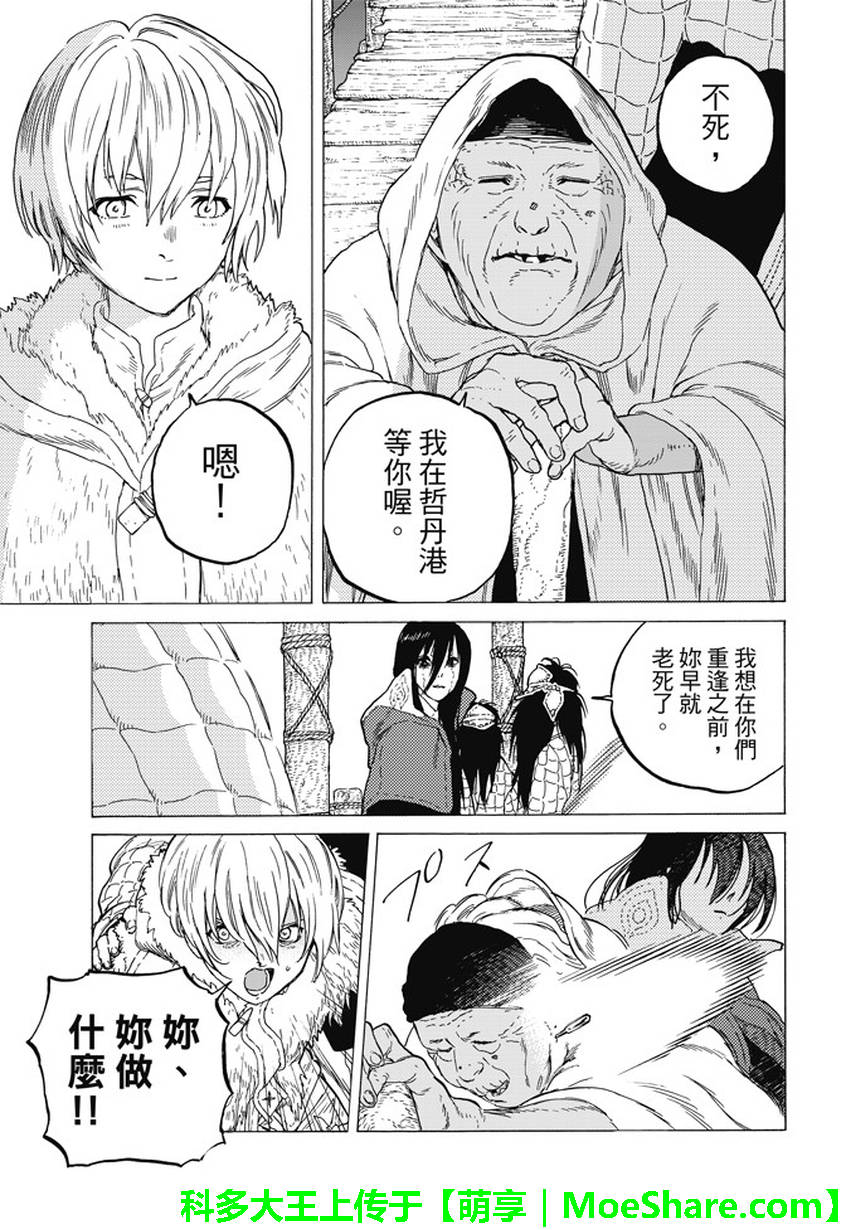 不死，
我在哲丹港
等你喔。
嗯！
我想在你們
重逢之前，
妳早就
老死了。
プス
妳、
妳做
什麼!!
科多大王上传于【萌享｜MoeShare.com】